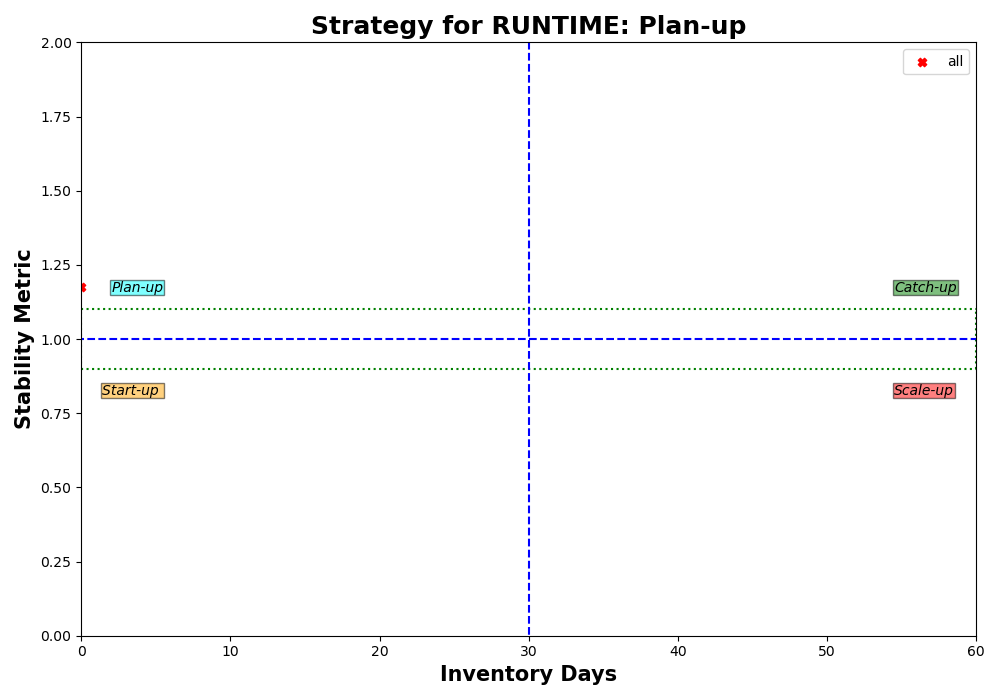 Strategy for RUNTIME: Plan-up
all
2.00
1.75
1.50
1.25
1.00
0.75
0.50
0.25
0.00
Stability Metric
Plan-up
Catch-up
Start-up
Scale-up
0 10 20 30 40 50 60
Inventory Days